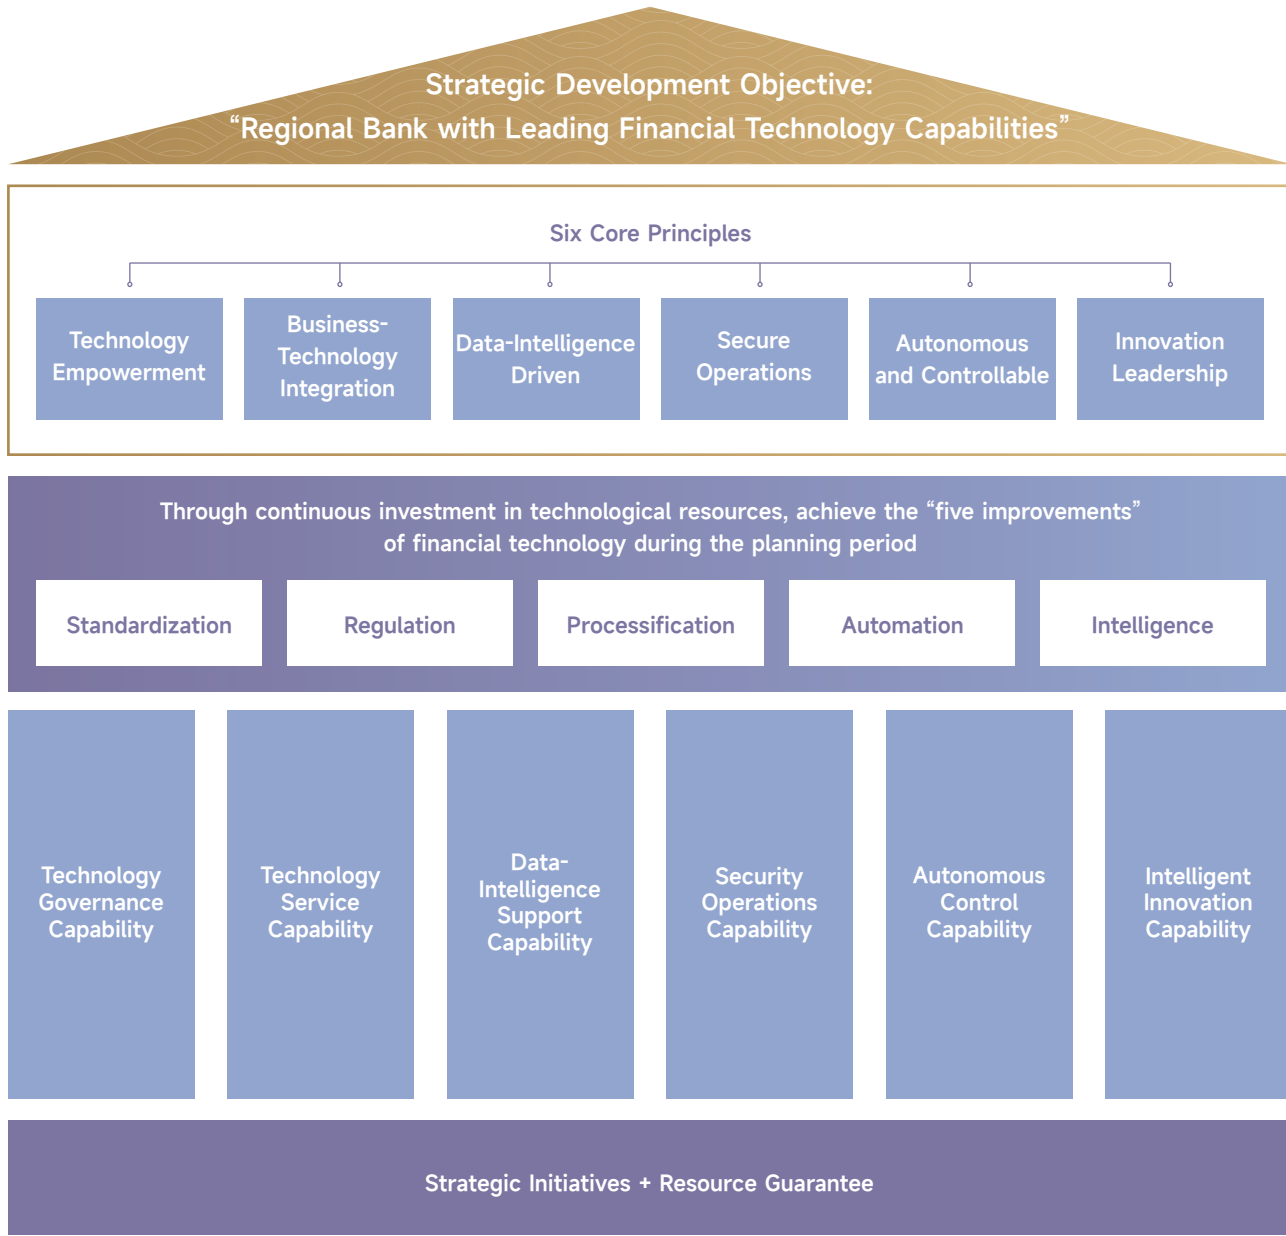 Strategic Development Objective:
“Regional Bank with Leading Financial Technology Capabilities”
Six Core Principles
Technology
Empowerment
Business-
Technology
Integration
Data-Intelligence
Driven
Secure
Operations
Autonomous
and Controllable
Innovation
Leadership
Through continuous investment in technological resources, achieve the “five improvements”
of financial technology during the planning period
Standardization
Regulation
Processification
Automation
Intelligence
Technology
Governance
Capability
Technology
Service
Capability
Data-
Intelligence
Support
Capability
Security
Operations
Capability
Autonomous
Control
Capability
Intelligent
Innovation
Capability
Strategic Initiatives + Resource Guarantee